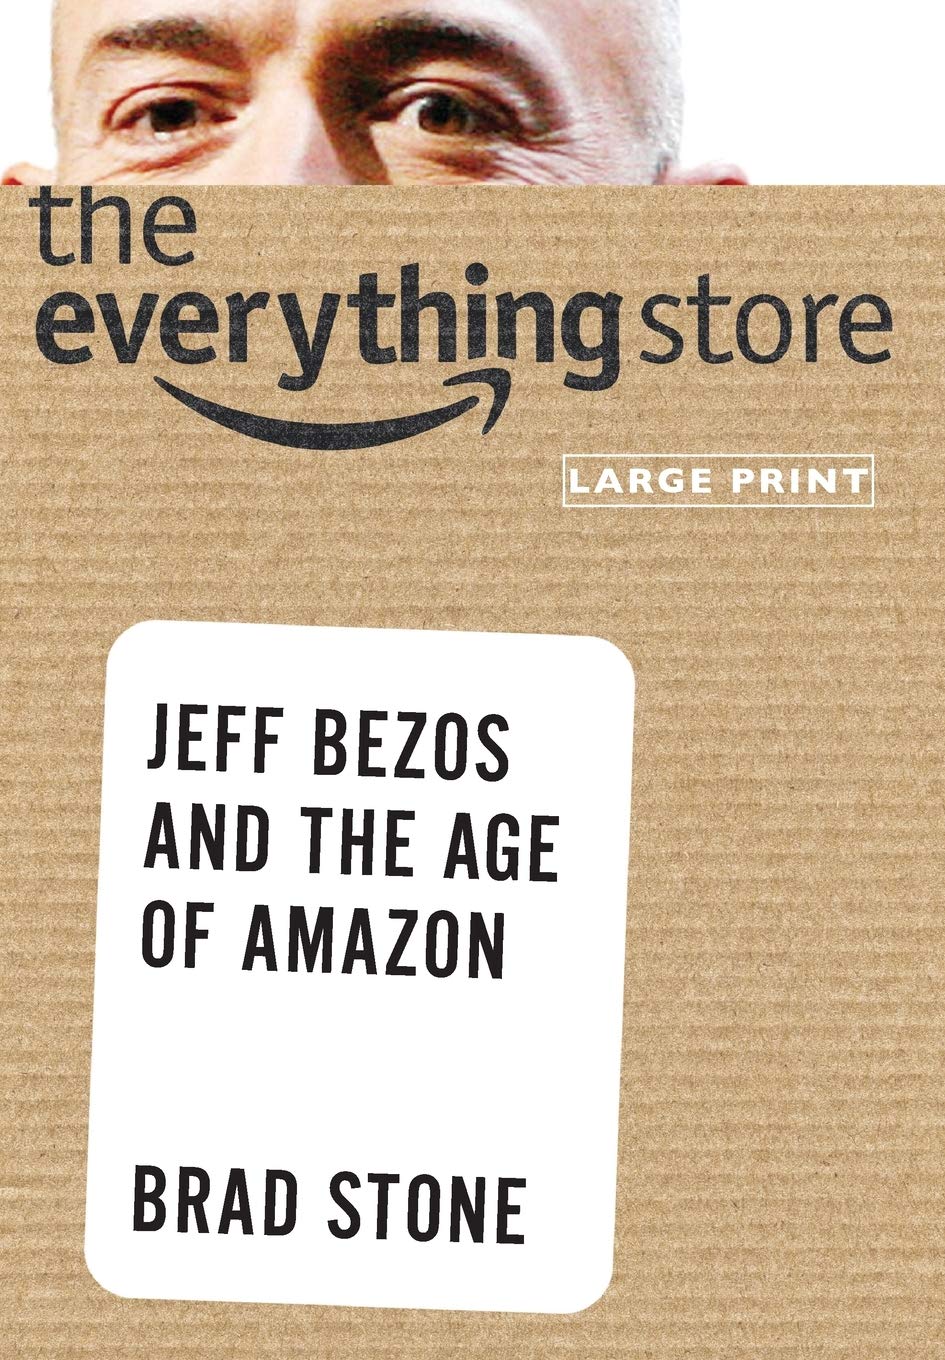 the
everything store
LARGE PRINT
JEFF BEZOS
AND THE AGE
OF AMAZON
BRAD STONE